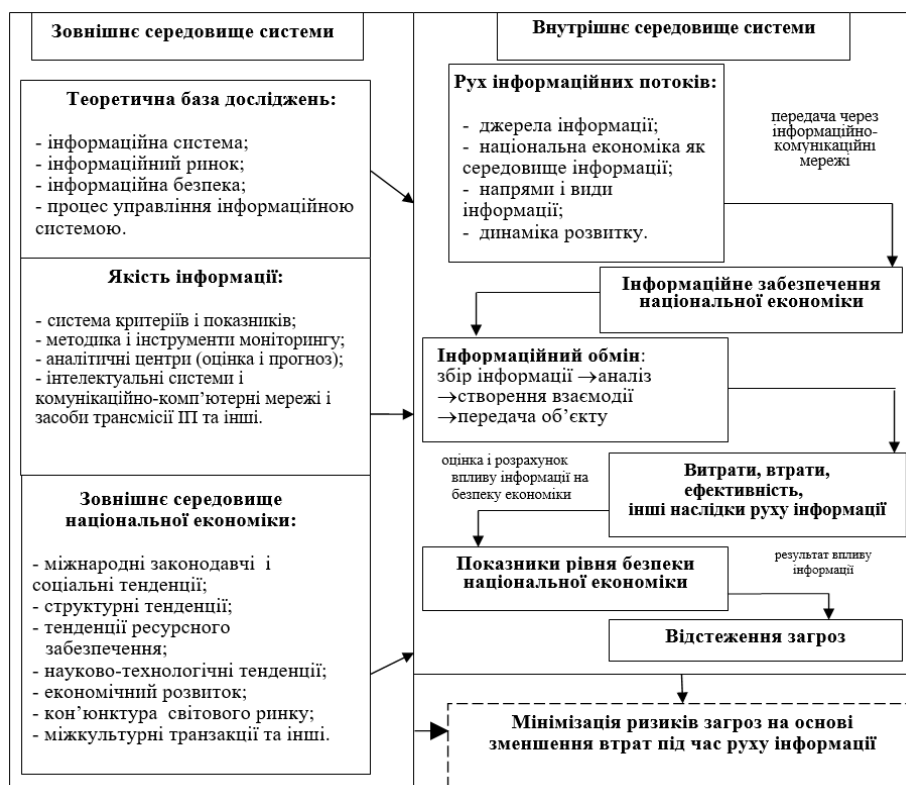 Зовнішнє середовище системи
Теоретична база досліджень:
- інформаційна система;
- інформаційний ринок;
- інформаційна безпека;
- процес управління інформаційною
системою.
Якість інформації:
- система критеріїв і показників;
- методика і інструменти моніторингу;
- аналітичні центри (оцінка і прогноз);
- інтелектуальні системи і
комунікаційно-комп'ютерні мережі і
засоби трансмісії ІП та інші.
Зовнішнє середовище
національної економіки:
- міжнародні законодавчі і
соціальні тенденції;
- структурні тенденції;
- тенденції ресурсного
забезпечення;
- науково-технологічні тенденції;
- економічний розвиток;
- кон'юнктура світового ринку;
- міжкультурні транзакції та інші.
Внутрішнє середовище системи
Рух інформаційних потоків:
- джерела інформації;
- національна економіка як
середовище інформації;
- напрями і види
інформації;
- динаміка розвитку.
передача через
інформаційно-
комунікаційні
мережі
Інформаційне забезпечення
національної економіки
Інформаційний обмін:
збір інформації →аналіз
→створення взаємодії
→передача об'єкту
оцінка і розрахунок
впливу інформації на
безпеку економіки
Витрати, втрати,
ефективність,
інші наслідки руху інформації
Показники рівня безпеки
національної економіки
результат впливу
інформації
Відстеження загроз
Мінімізація ризиків загроз на основі
зменшення втрат під час руху інформації